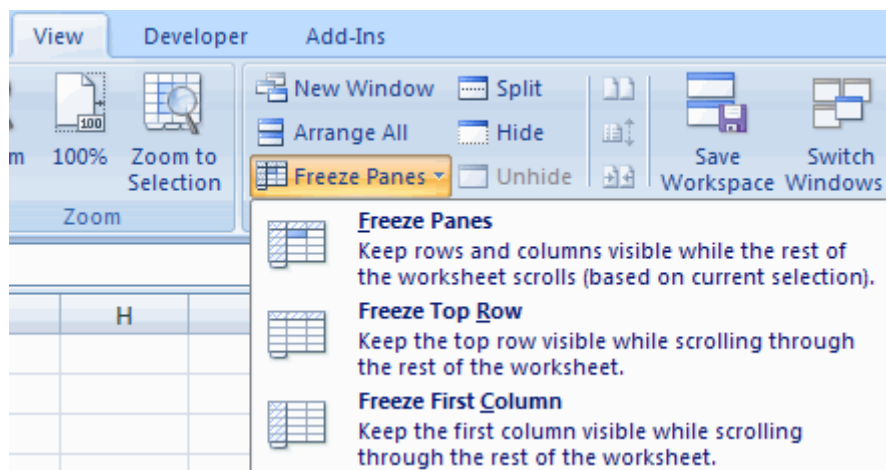 View Developer Add-Ins
New Window Split
100
Arrange All Hide
m 100% Zoom to Selection
Save Workspace Switch Windows
Freeze Panes Unhide
Zoom
Freeze Panes
Keep rows and columns visible while the rest of
the worksheet scrolls (based on current selection).
H
Freeze Top Row
Keep the top row visible while scrolling through
the rest of the worksheet.
Freeze First Column
Keep the first column visible while scrolling
through the rest of the worksheet.